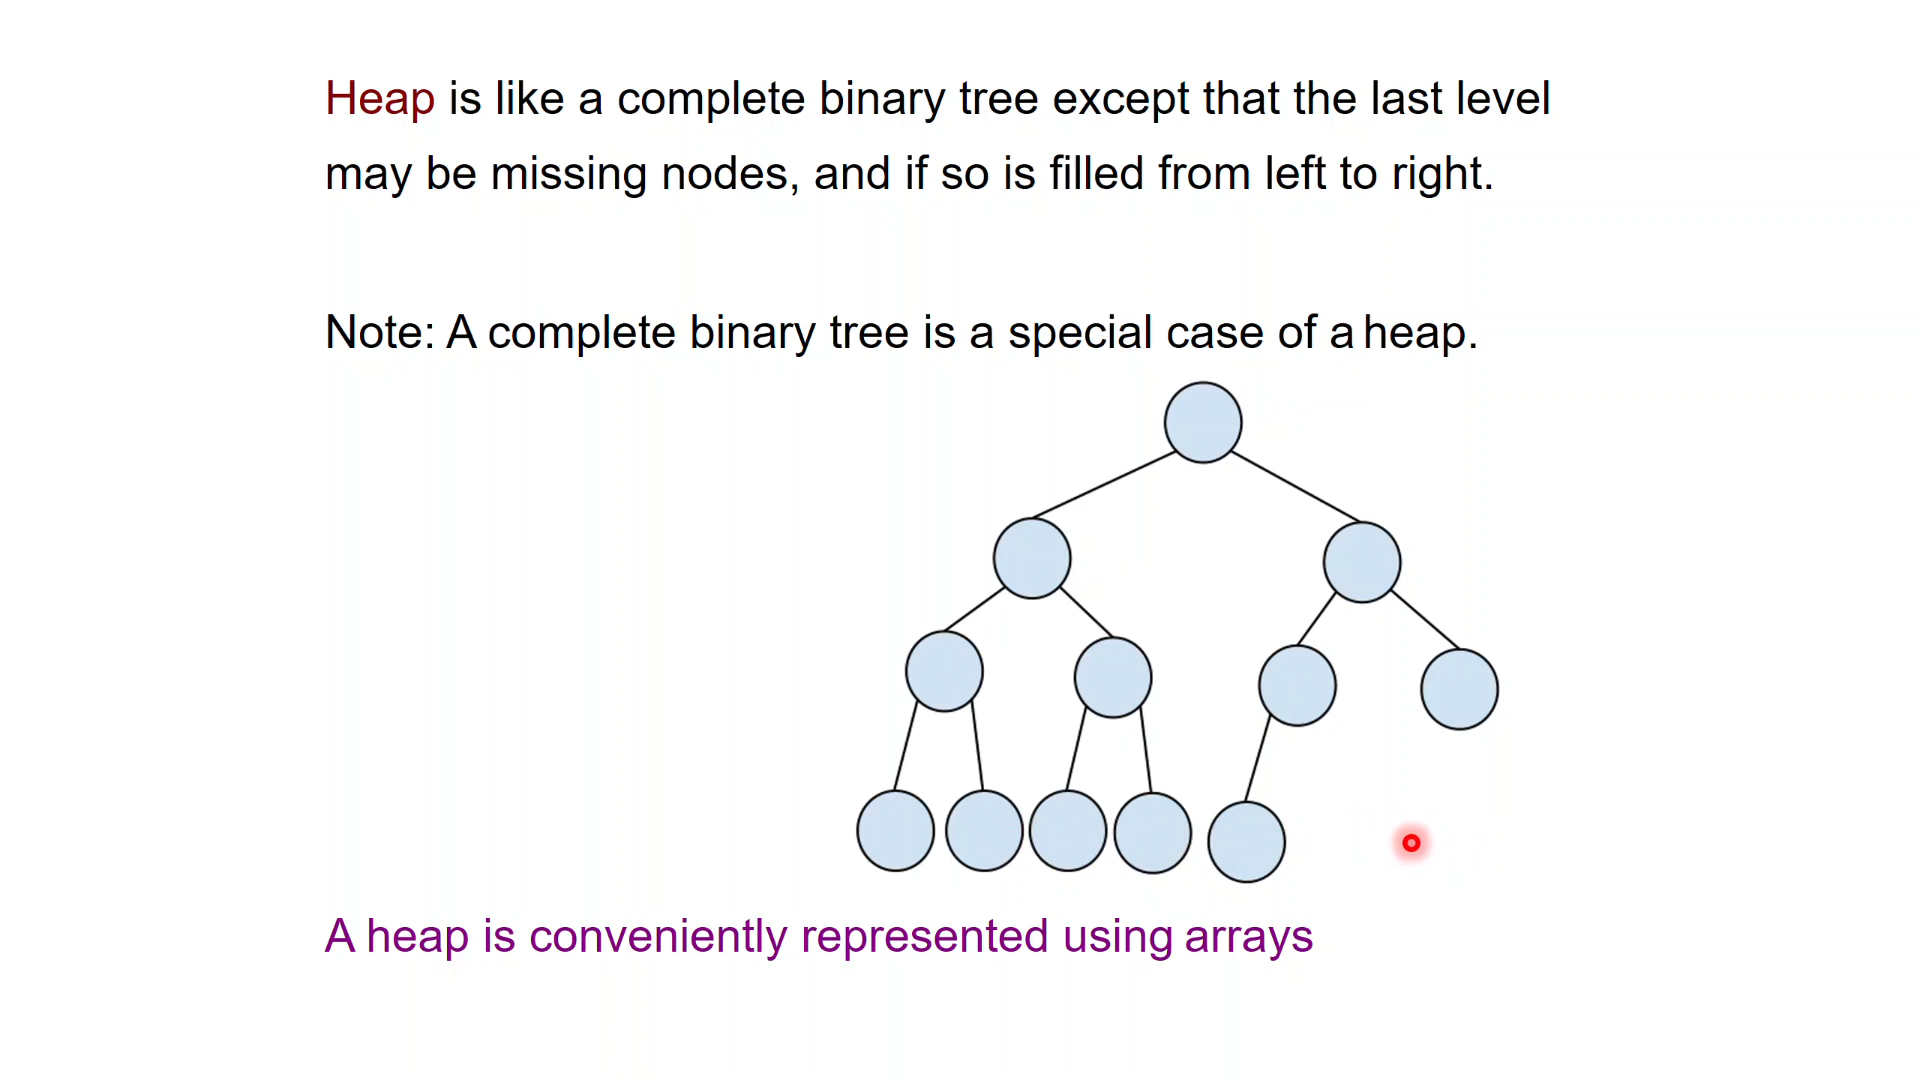 Heap is like a complete binary tree except that the last level
may be missing nodes, and if so is filled from left to right.
Note: A complete binary tree is a special case of a heap.
A heap is conveniently represented using arrays